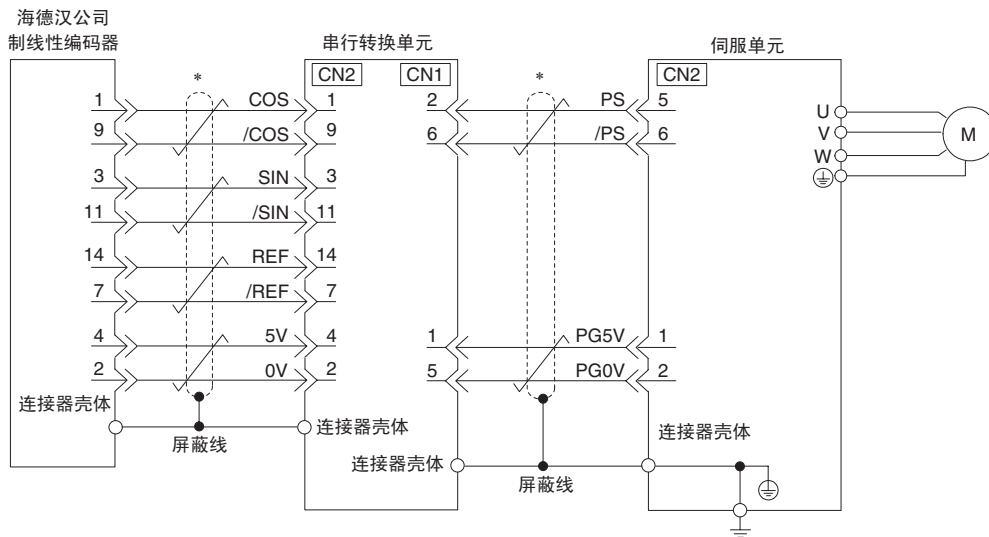 海德汉公司
制线性编码器
串行转换单元
伺服单元
CN2
CN1
CN2
*
*
1 COS 1
2 PS 5
9 /COS 9
6 /PS 6
3 SIN 3
11 /SIN 11
14 REF 14
7 /REF 7
4 5V 4
1 PG5V 1
2 0V 2
5 PG0V 2
U
V
W
M
连接器壳体
屏蔽线
连接器壳体
连接器壳体
屏蔽线
连接器壳体